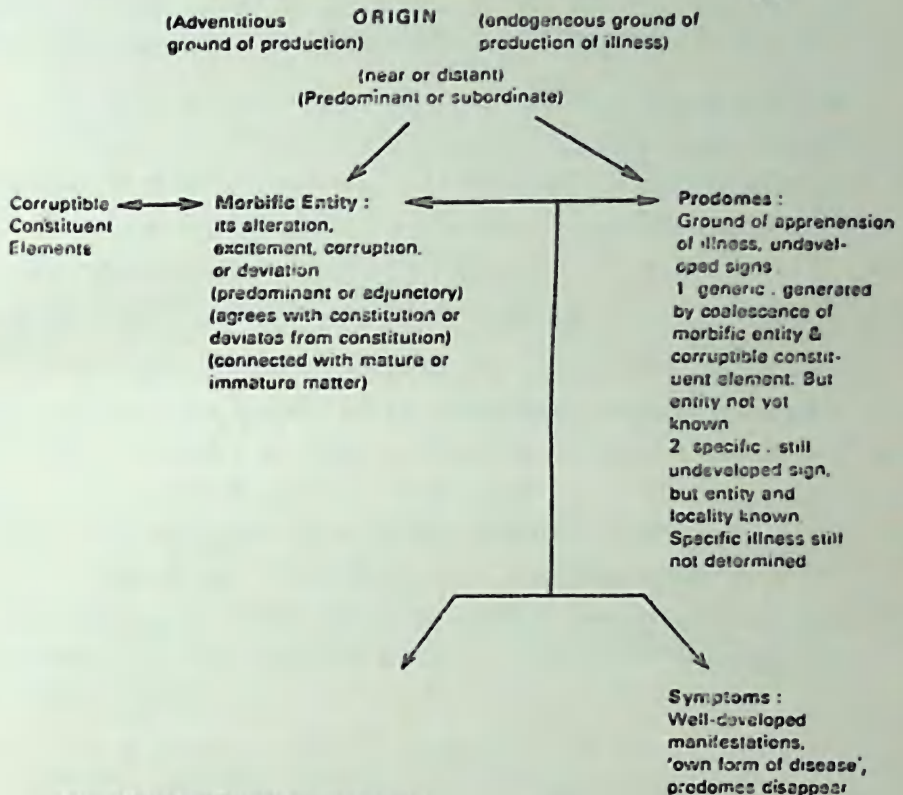 ORIGIN
(Adventitious
ground of production)
(endogeneous ground of
production of illness)
(near or distant)
(Predominant or subordinate)
Corruptible
Constituent
Elements
Morbific Entity :
its alteration,
excitement, corruption,
or deviation
(predominant or adjunctory)
(agrees with constitution or
deviates from constitution)
(connected with mature or
immature matter)
Prodomes :
Ground of apprehension
of illness, undevel-
oped signs
1 generic . generated
by coalescence of
morbific entity &
corruptible constit-
uent element. But
entity not yet
known
2 specific . still
undeveloped sign,
but entity and
locality known
Specific illness still
not determined
Symptoms :
Well-developed
manifestations,
'own form of disease',
prodomes disappear